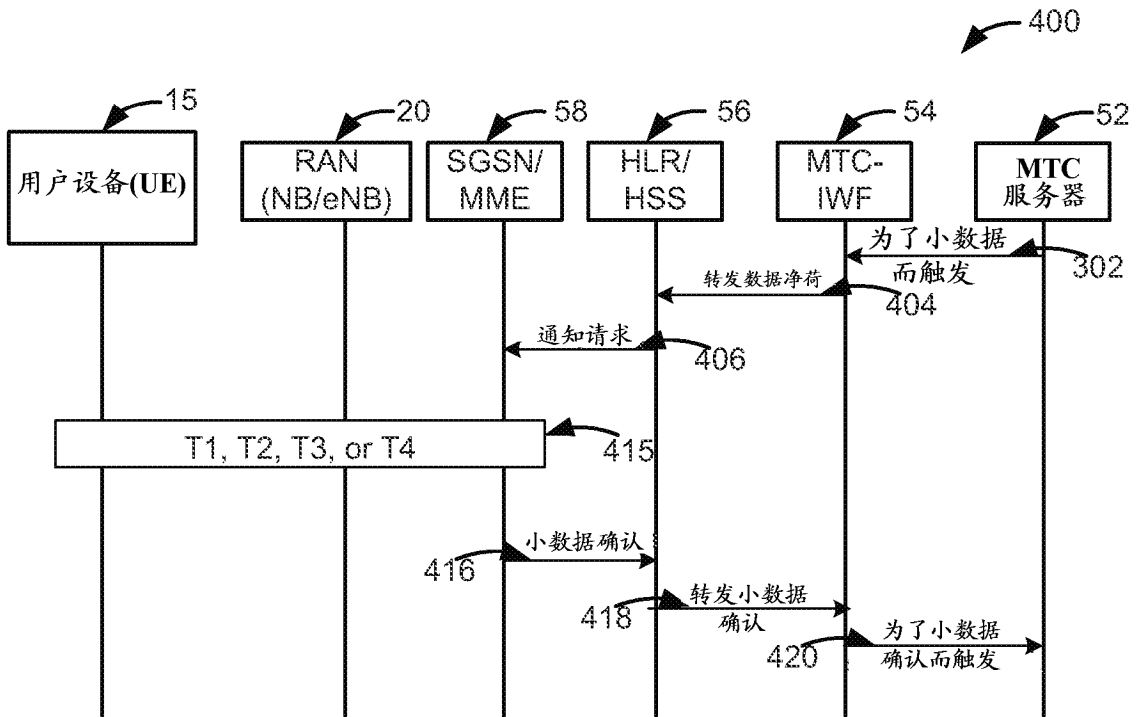 400
15
20
58
56
54
52
用户设备(UE)
RAN
(NB/eNB)
SGSN/
MME
HLR/
HSS
MTC-
IWF
MTC
服务器
为了小数据
而触发
302
转发数据净荷
404
通知请求
406
T1, T2, T3, or T4
415
小数据确认
416
转发小数据
确认
418
为了小数据
确认而触发
420